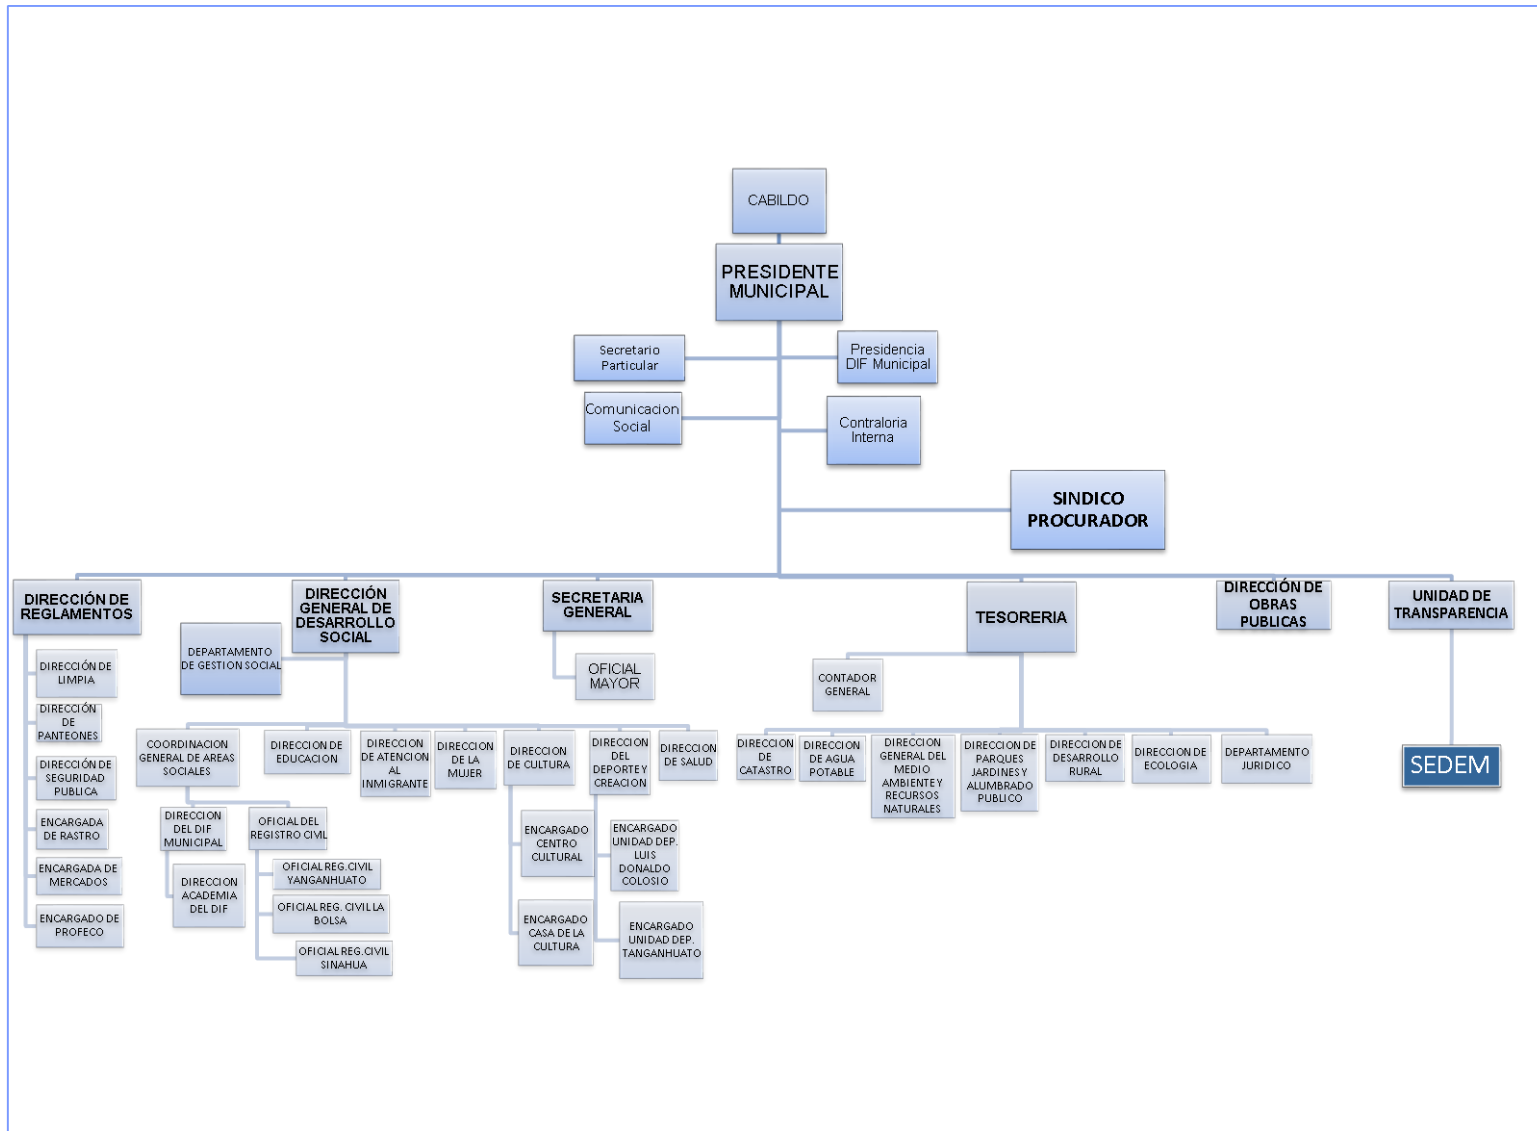 CABILDO
PRESIDENTE
MUNICIPAL
Secretario
Particular
Presidencia
DIF Municipal
Comunicacion
Social
Contraloria
Interna
SINDICO
PROCURADOR
DIRECCIÓN DE
REGLAMENTOS
DIRECCIÓN
GENERAL DE
DESARROLLO
SOCIAL
SECRETARIA
GENERAL
TESORERIA
DIRECCIÓN DE
OBRAS
PUBLICAS
UNIDAD DE
TRANSPARENCIA
DIRECCIÓN DE
LIMPIA
DIRECCIÓN
DE
PANTEONES
DIRECCIÓN DE
SEGURIDAD
PUBLICA
ENCARGADA
DE RASTRO
ENCARGADA DE
MERCADOS
ENCARGADO DE
PROFECO
DEPARTAMENTO
DE GESTION SOCIAL
COORDINACION
GENERAL DE AREAS
SOCIALES
DIRECCION
DEL DIF
MUNICIPAL
DIRECCION
ACADEMIA
DEL DIF
OFICIAL DEL
REGISTRO CIVIL
OFICIAL REG.CIVIL
YANGANHUATO
OFICIAL REG. CIVIL LA
BOLSA
OFICIAL REG.CIVIL
SINAHUA
DIRECCION DE
EDUCACION
DIRECCION
DE ATENCION
AL
INMIGRANTE
DIRECCION
DE LA
MUJER
DIRECCION
DE CULTURA
ENCARGADO
CENTRO
CULTURAL
ENCARGADO
CASA DE LA
CULTURA
DIRECCION
DEL
DEPORTE Y
CREACION
ENCARGADO
UNIDAD DEP.
LUIS
DONALDO
COLOSIO
ENCARGADO
UNIDAD DEP.
TANGANHUATO
DIRECCION
DE SALUD
OFICIAL
MAYOR
CONTADOR
GENERAL
DIRECCION
DE
CATASTRO
DIRECCION
DE AGUA
POTABLE
DIRECCION
GENERAL DEL
MEDIO
AMBIENTE Y
RECURSOS
NATURALES
DIRECCION DE
PARQUES
JARDINES Y
ALUMBRADO
PUBLICO
DIRECCION DE
DESARROLLO
RURAL
DIRECCION DE
ECOLOGIA
DEPARTAMENTO
JURIDICO
SEDEM